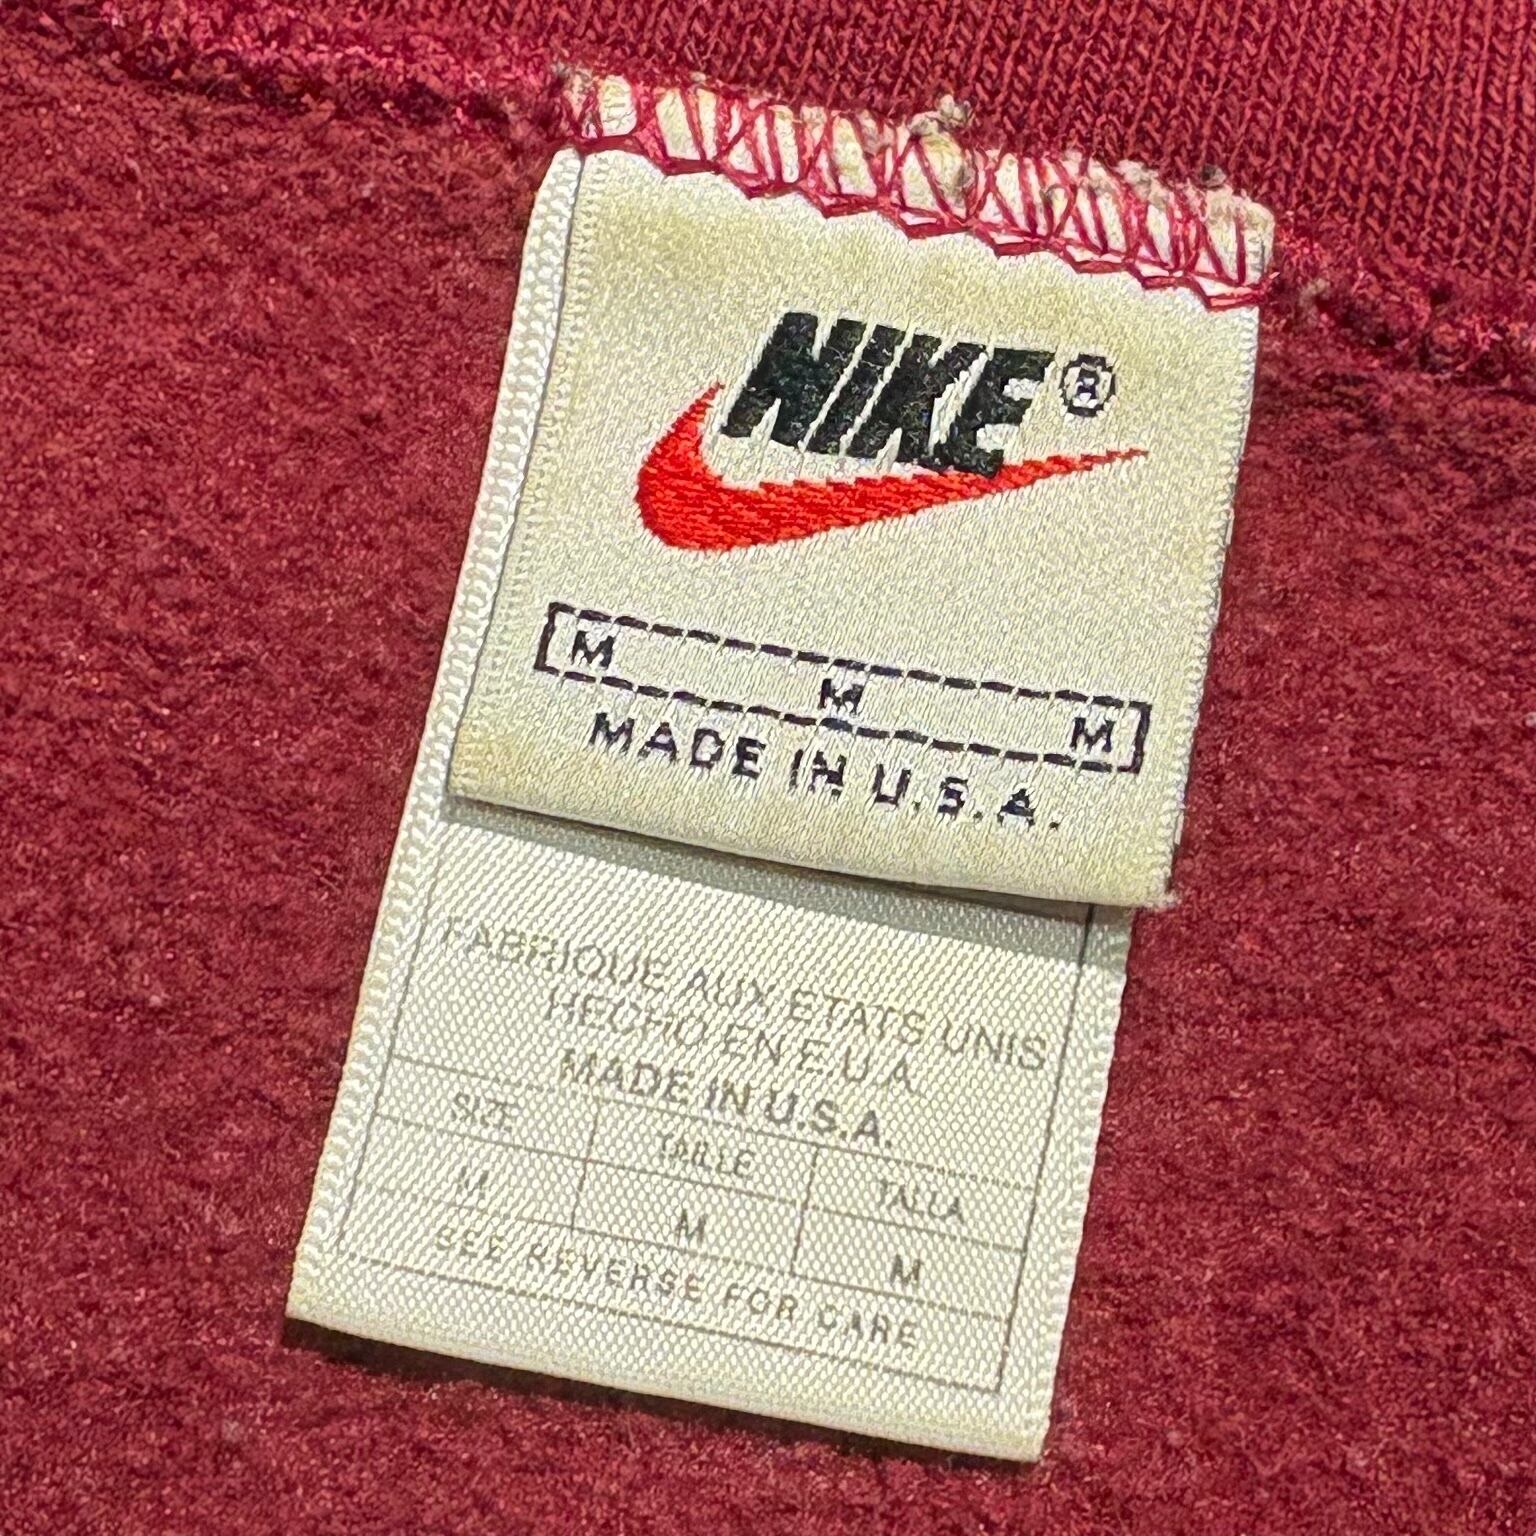 NIKE®
M M M
MADE IN U.S.A.
FABRIQUE AUX ETATS UNIS
HECHO EN E.U.A.
MADE IN U.S.A.
SIZE TAILLE TALLA
M M M
SEE REVERSE FOR CARE